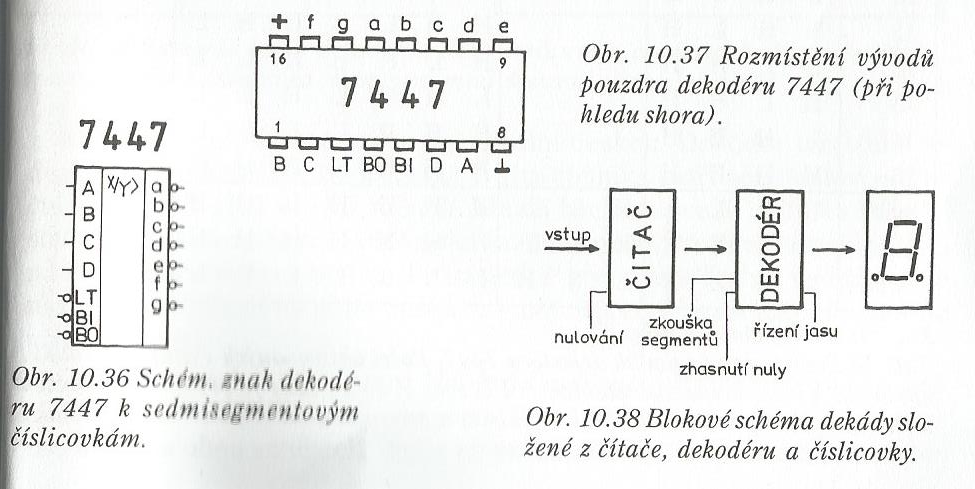 + f g a b c d e
16 9
7447
1 8
B C LT BO BI D A ⊥
Obr. 10.37 Rozmístění vývodů
pouzdra dekodéru 7447 (při po-
hledu shora).
7447
A X/Y> a
B b
C c
D d
e
LT f
BI g
BO
Obr. 10.36 Schém. znak dekodé-
ru 7447 k sedmisegmentovým
číslicovkám.
vstup
ČÍTAČ
DEKODÉR
nulování
zkouška
segmentů
řízení jasu
zhasnutí nuly
Obr. 10.38 Blokové schéma dekády slo-
žené z čítače, dekodéru a číslicovky.